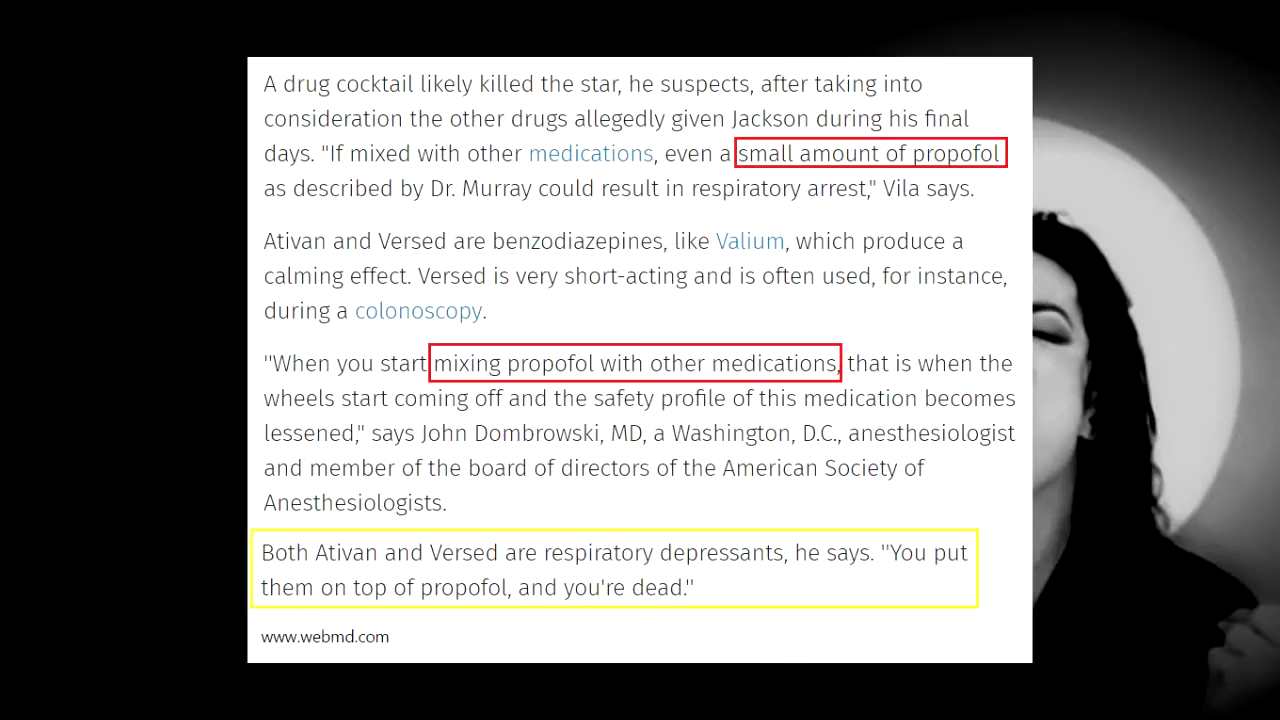 A drug cocktail likely killed the star, he suspects, after taking into
consideration the other drugs allegedly given Jackson during his final
days. "If mixed with other medications, even a small amount of propofol
as described by Dr. Murray could result in respiratory arrest," Vila says.
Ativan and Versed are benzodiazepines, like Valium, which produce a
calming effect. Versed is very short-acting and is often used, for instance,
during a colonoscopy.
"When you start mixing propofol with other medications, that is when the
wheels start coming off and the safety profile of this medication becomes
lessened," says John Dombrowski, MD, a Washington, D.C., anesthesiologist
and member of the board of directors of the American Society of
Anesthesiologists.
Both Ativan and Versed are respiratory depressants, he says. "You put
them on top of propofol, and you're dead."
www.webmd.com